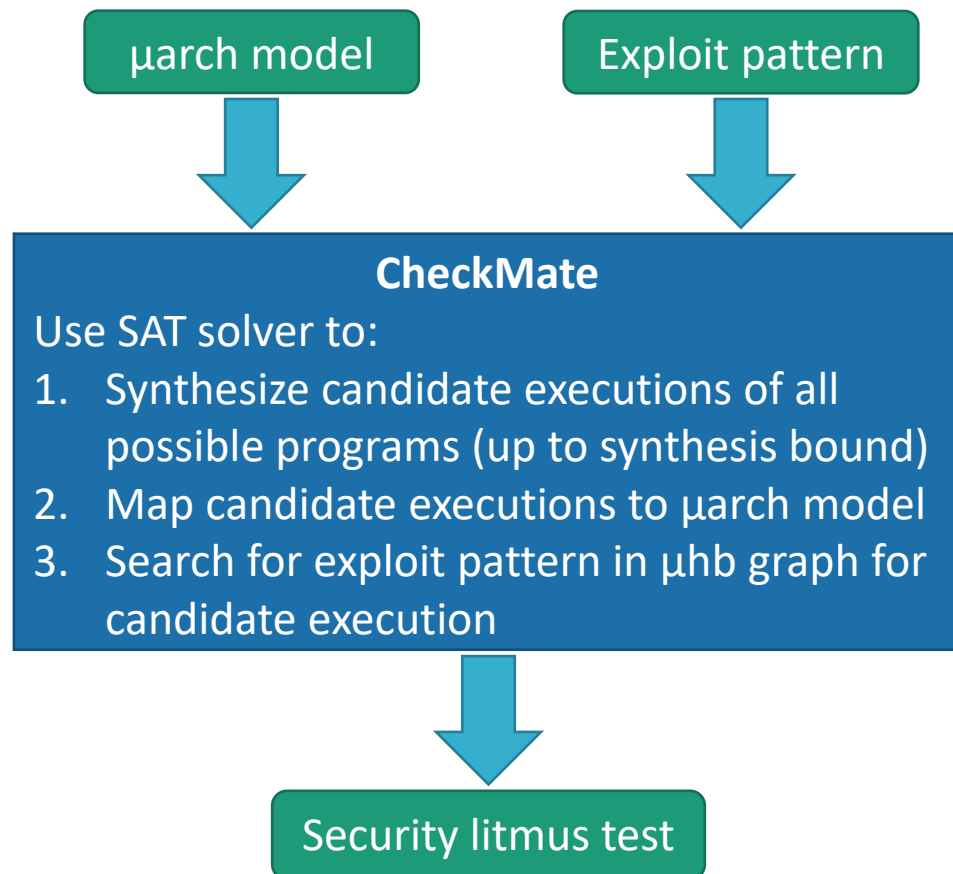 μarch model
Exploit pattern
CheckMate
Use SAT solver to:
1. Synthesize candidate executions of all
possible programs (up to synthesis bound)
2. Map candidate executions to μarch model
3. Search for exploit pattern in μhb graph for
candidate execution
Security litmus test